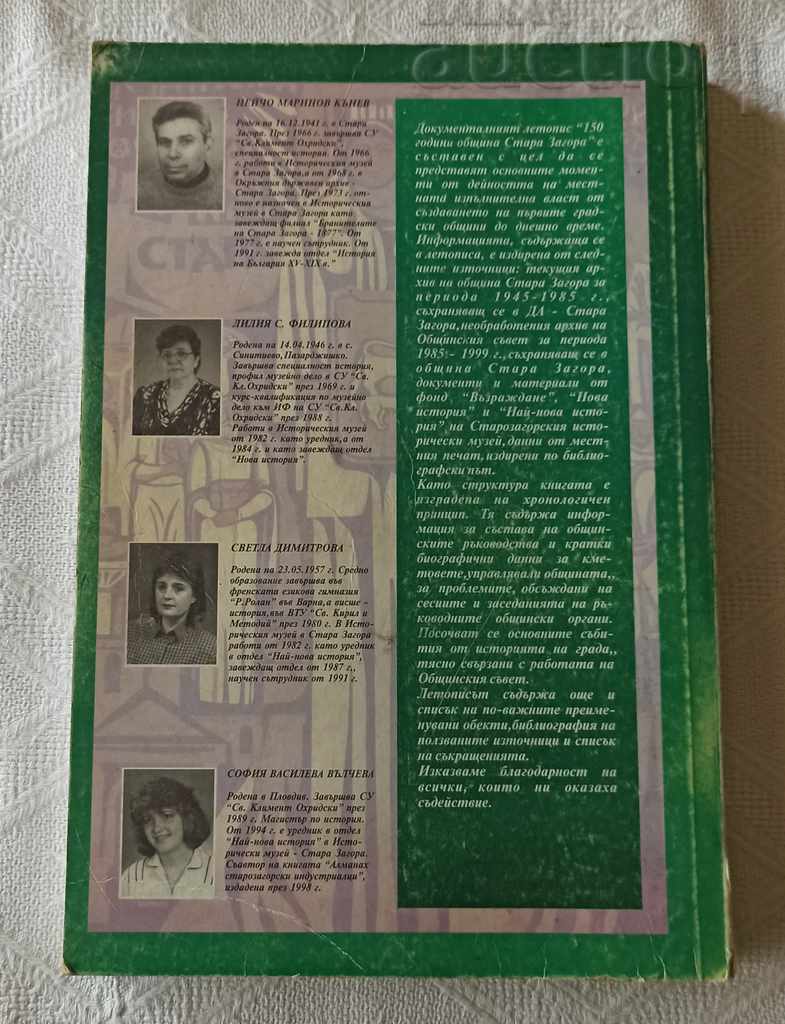 аукцио
ПЕЙЧО МАРИНОВ КЪНЕВ
Роден на 16.12.1941 г. в Стара
Загора. През 1966 г. завършва СУ
"Св.Климент Охридски",
специалност история. От 1966
г. работи в Историческия музей
в Стара Загора,а от 1968 г. в
Окръжния държавен архив -
Стара Загора. През 1973 г. от-
ново е назначен в Историческия
музей в Стара Загора като
завеждащ филиал "Бранителите
на Стара Загора - 1877". От
1977 г. е научен сътрудник. От
1991 г. завежда отдел "История
на България XV-XIX в."
ЛИЛИЯ С. ФИЛИПОВА
Родена на 14.04.1946 г. в с.
Синитиево,Пазарджишко.
Завършва специалност история,
профил музейно дело в СУ "Св.
Кл.Охридски" през 1969 г. и
курс-квалификация по музейно
дело към ИФ на СУ "Св.Кл.
Охридски" през 1988 г.
Работи в Историческия музей
от 1982 г. като уредник,а от
1984 г. и като завеждащ отдел
"Нова история".
СВЕТЛА ДИМИТРОВА
Родена на 23.05.1957 г. Средно
образование завършва във
френската езикова гимназия
"Р.Ролан" във Варна,а висше -
история,във ВТУ "Св. Кирил и
Методий" през 1980 г. В Исто-
рическия музей в Стара Загора
работи от 1982 г. като уредник
в отдел "Най-нова история",
завеждащ отдел от 1987 г.,
научен сътрудник от 1991 г.
СОФИЯ ВАСИЛЕВА ВЪЛЧЕВА
Родена в Пловдив. Завършва СУ
"Св. Климент Охридски" през
1989 г. Магистър по история.
От 1994 г. е уредник в отдел
"Най-нова история" в Исто-
рически музей - Стара Загора.
Съавтор на книгата "Алманах
старозагорски индустриалци",
издадена врез 1998 г.
Документалният летопис "150
години община Стара Загора" е
съставен с цел да се
представят основните момен-
ти от дейността на мест-
ната изпълнителна власт от
създаването на първите град-
ски общини до днешно време.
Информацията, съдържаща се
в летописа, е издирена от след-
ните източници: текущия ар-
хив на община Стара Загора за
периода 1945-1985 г.,
съхраняващ се в ДА - Стара
Загора,необработения архив на
Общинския съвет за периода
1985 - 1999 г.,съхраняващ се в
община Стара Загора,
документи и материали от
фонд "Възраждане", "Нова
история" и "Най-нова исто-
рия" на Старозагорския исто-
рически музей,данни от мест-
ния печат,издирени по библио-
графски път.
Като структура книгата е
изградена на хронологичен
принцип. Тя съдържа инфор-
мация за състава на общин-
ските ръководства и кратки
биографични данни за кме-
товете,управлявали общината,,
за проблемите, обсъждани на
сесиите и заседанията на ръ-
ководните общински органи.
Посочват се основните съби-
тия от историята на града,,
тясно свързани с работата на
Общинския съвет.
Летописът съдържа още и
списък на по-важните преиме-
нувани обекти,библиография на
ползваните източници и списък
на съкращенията.
Изказваме благодарност на
всички, които ни оказаха
съдействие.